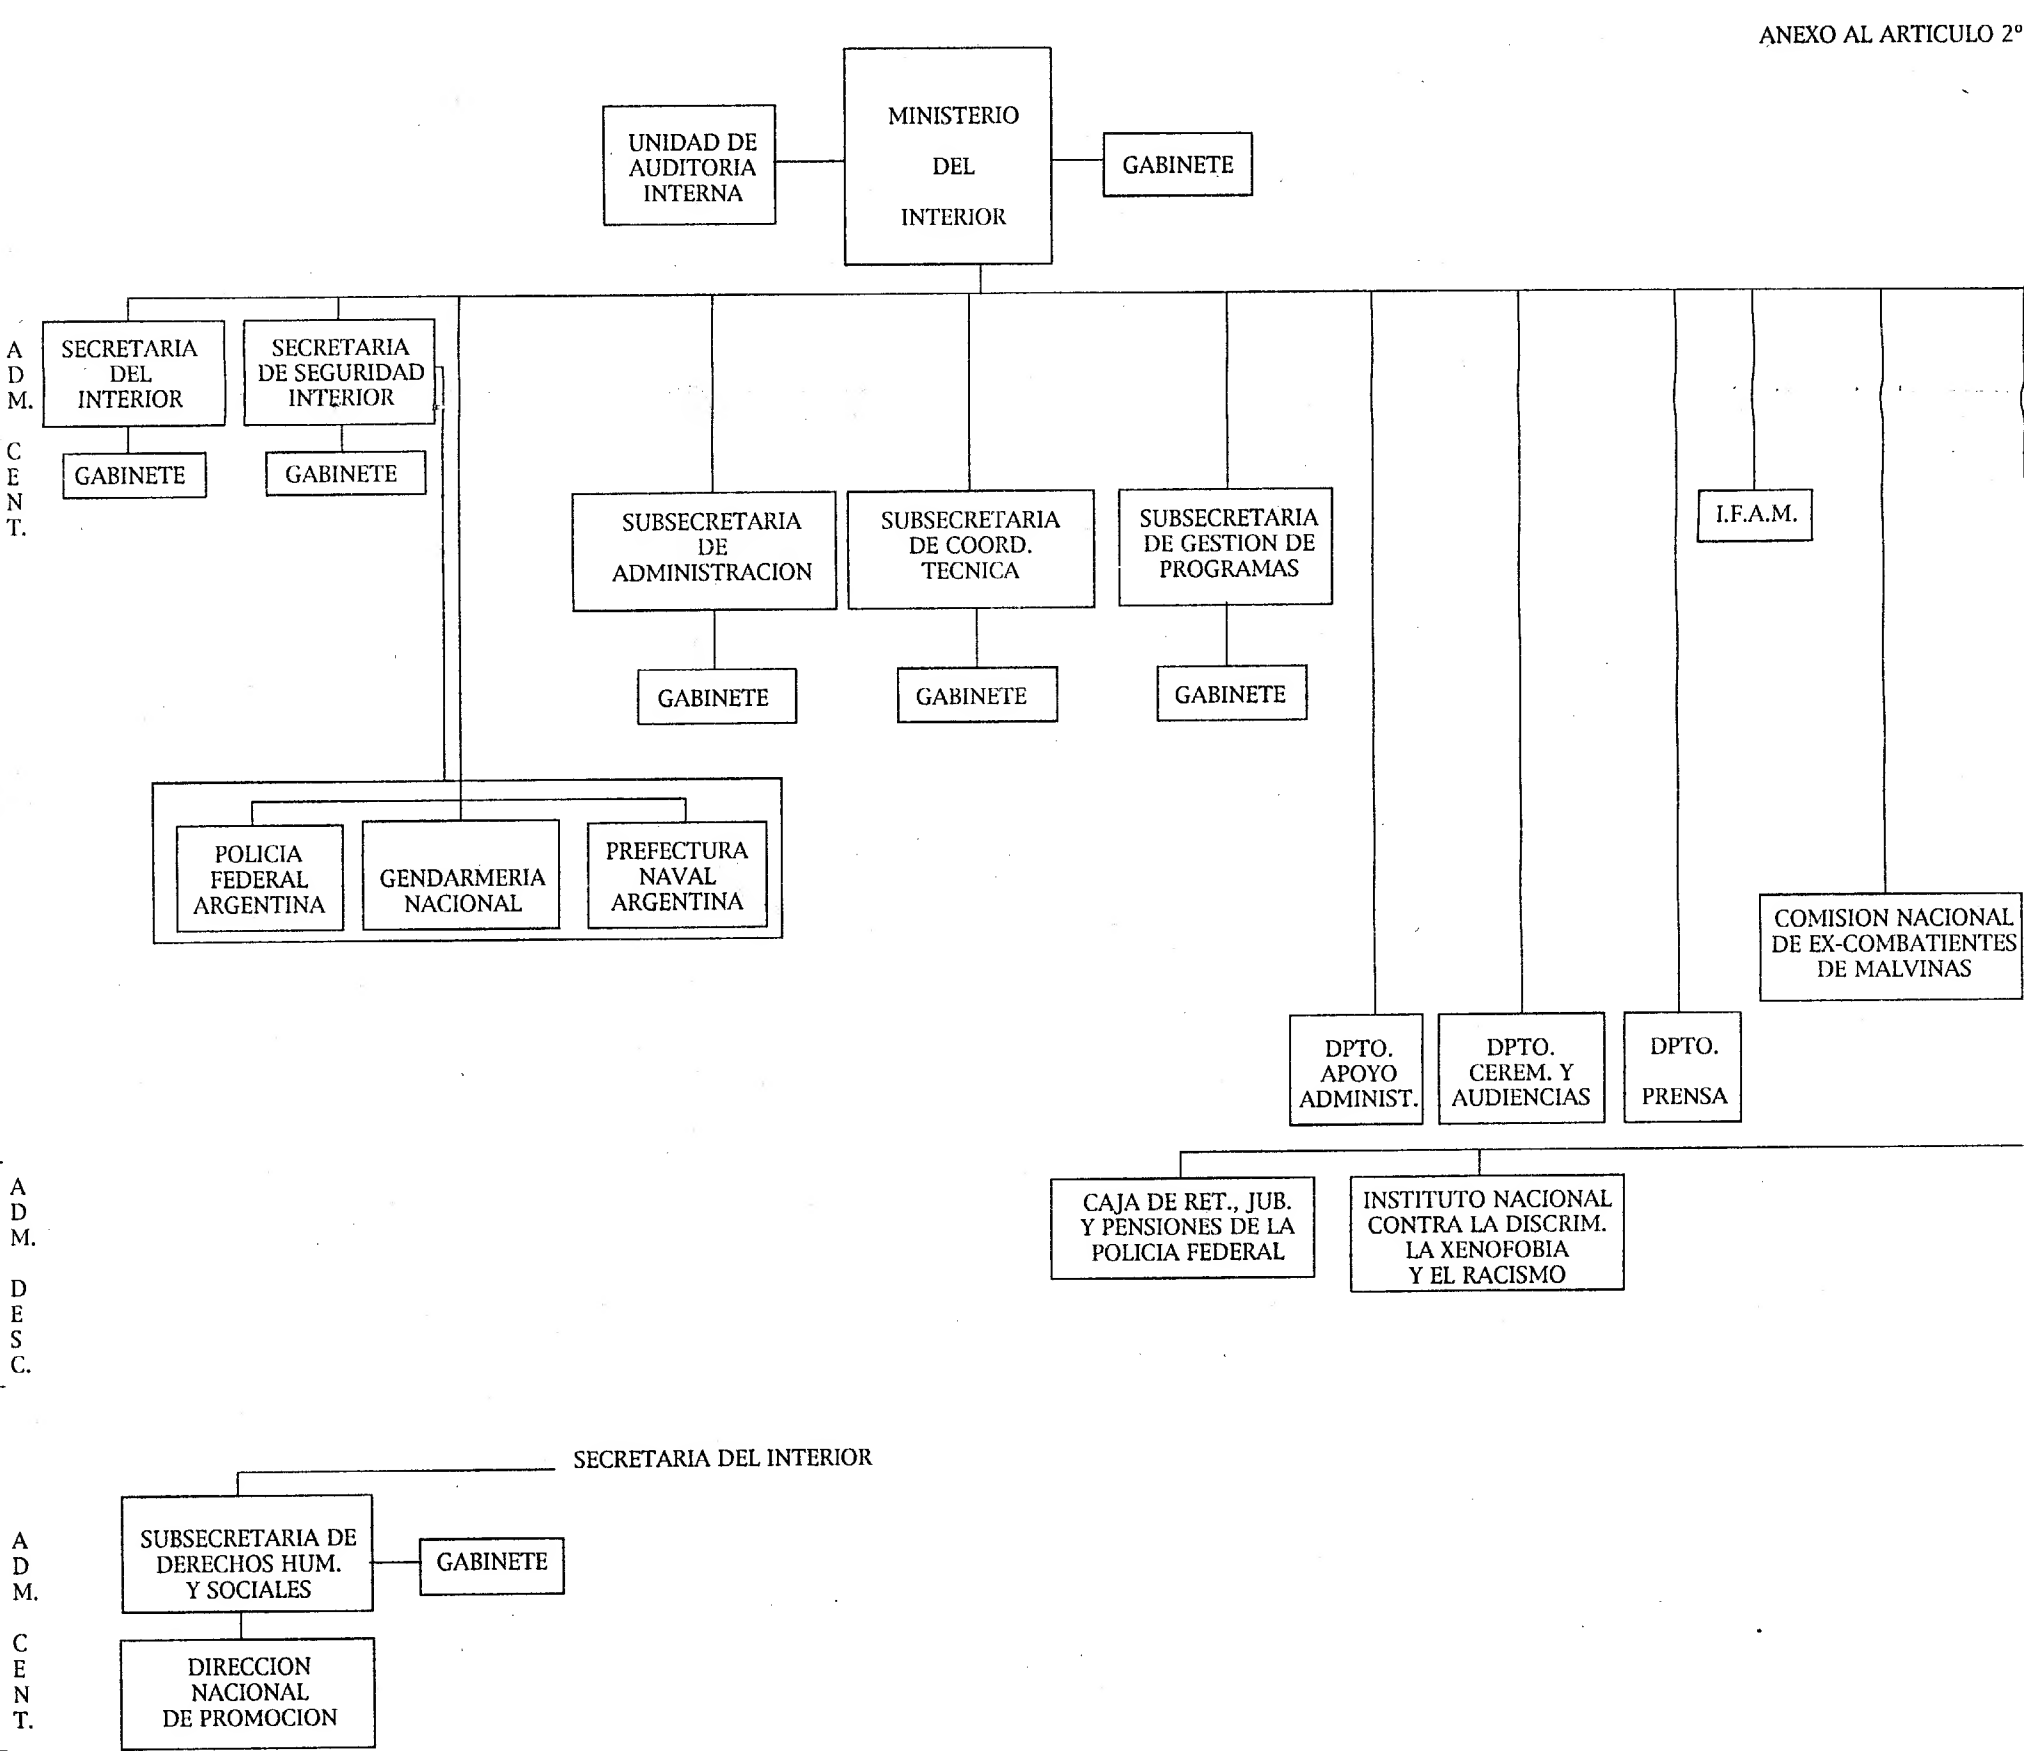 ANEXO AL ARTICULO 2º
MINISTERIO
DEL
INTERIOR
UNIDAD DE
AUDITORIA
INTERNA
GABINETE
A
D
M.
C
E
N
T.
SECRETARIA
DEL
INTERIOR
GABINETE
SECRETARIA
DE SEGURIDAD
INTERIOR
GABINETE
SUBSECRETARIA
DE
ADMINISTRACION
GABINETE
SUBSECRETARIA
DE COORD.
TECNICA
GABINETE
SUBSECRETARIA
DE GESTION DE
PROGRAMAS
GABINETE
I.F.A.M.
POLICIA
FEDERAL
ARGENTINA
GENDARMERIA
NACIONAL
PREFECTURA
NAVAL
ARGENTINA
COMISION NACIONAL
DE EX-COMBATIENTES
DE MALVINAS
DPTO.
APOYO
ADMINIST.
DPTO.
CEREM. Y
AUDIENCIAS
DPTO.
PRENSA
A
D
M.
D
E
S
C.
CAJA DE RET., JUB.
Y PENSIONES DE LA
POLICIA FEDERAL
INSTITUTO NACIONAL
CONTRA LA DISCRIM.
LA XENOFOBIA
Y EL RACISMO
SECRETARIA DEL INTERIOR
A
D
M.
C
E
N
T.
SUBSECRETARIA DE
DERECHOS HUM.
Y SOCIALES
GABINETE
DIRECCION
NACIONAL
DE PROMOCION